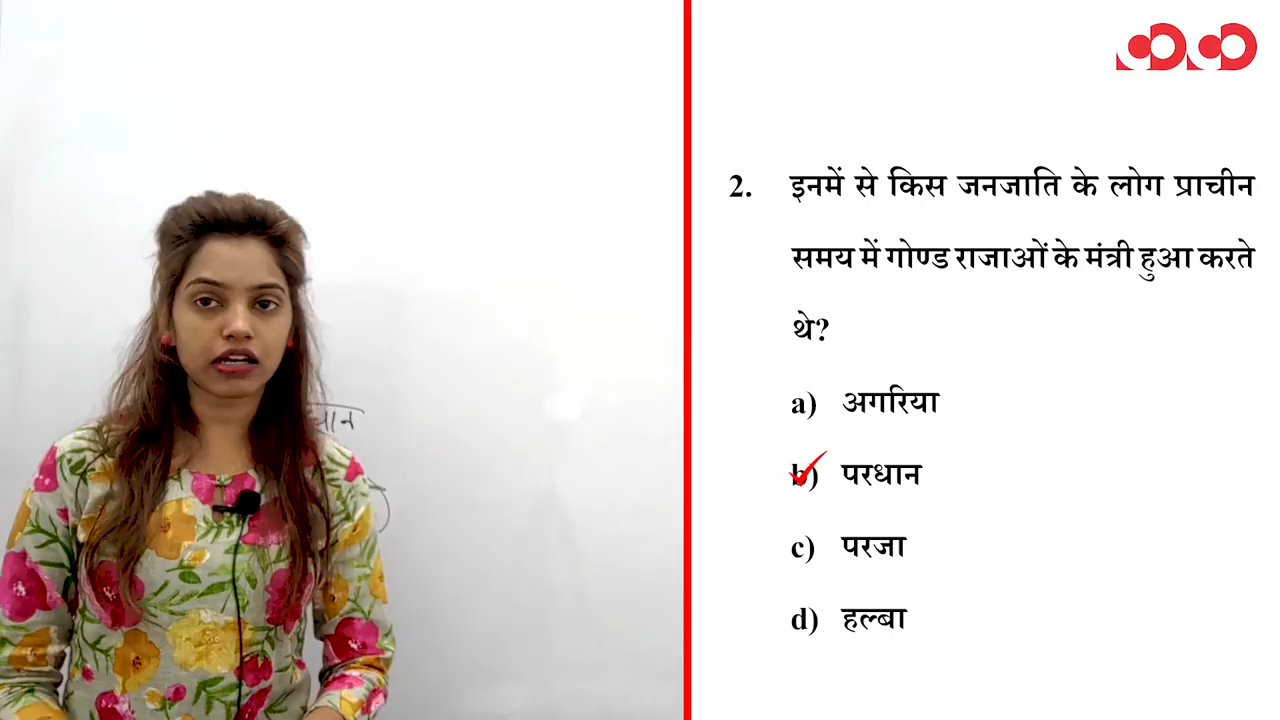 2. इनमें से किस जनजाति के लोग प्राचीन
समय में गोण्ड राजाओं के मंत्री हुआ करते
थे?
a) अगरिया
b) परधान
c) परजा
d) हल्बा